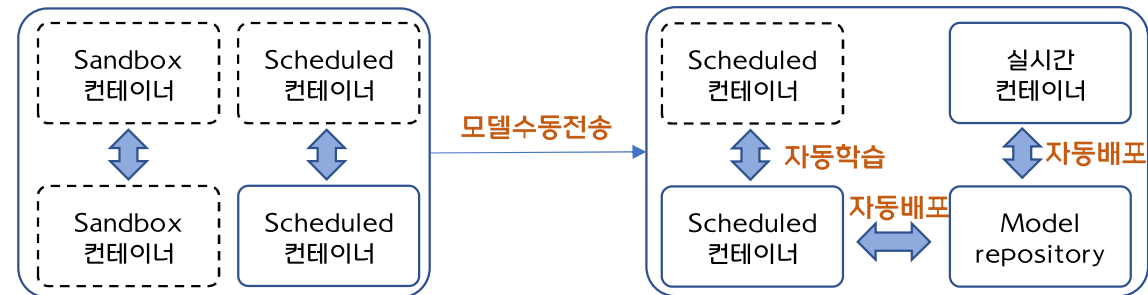 Sandbox
컨테이너
Scheduled
컨테이너
Sandbox
컨테이너
Scheduled
컨테이너
모델수동전송
Scheduled
컨테이너
실시간
컨테이너
자동학습
자동배포
Scheduled
컨테이너
자동배포
Model
repository